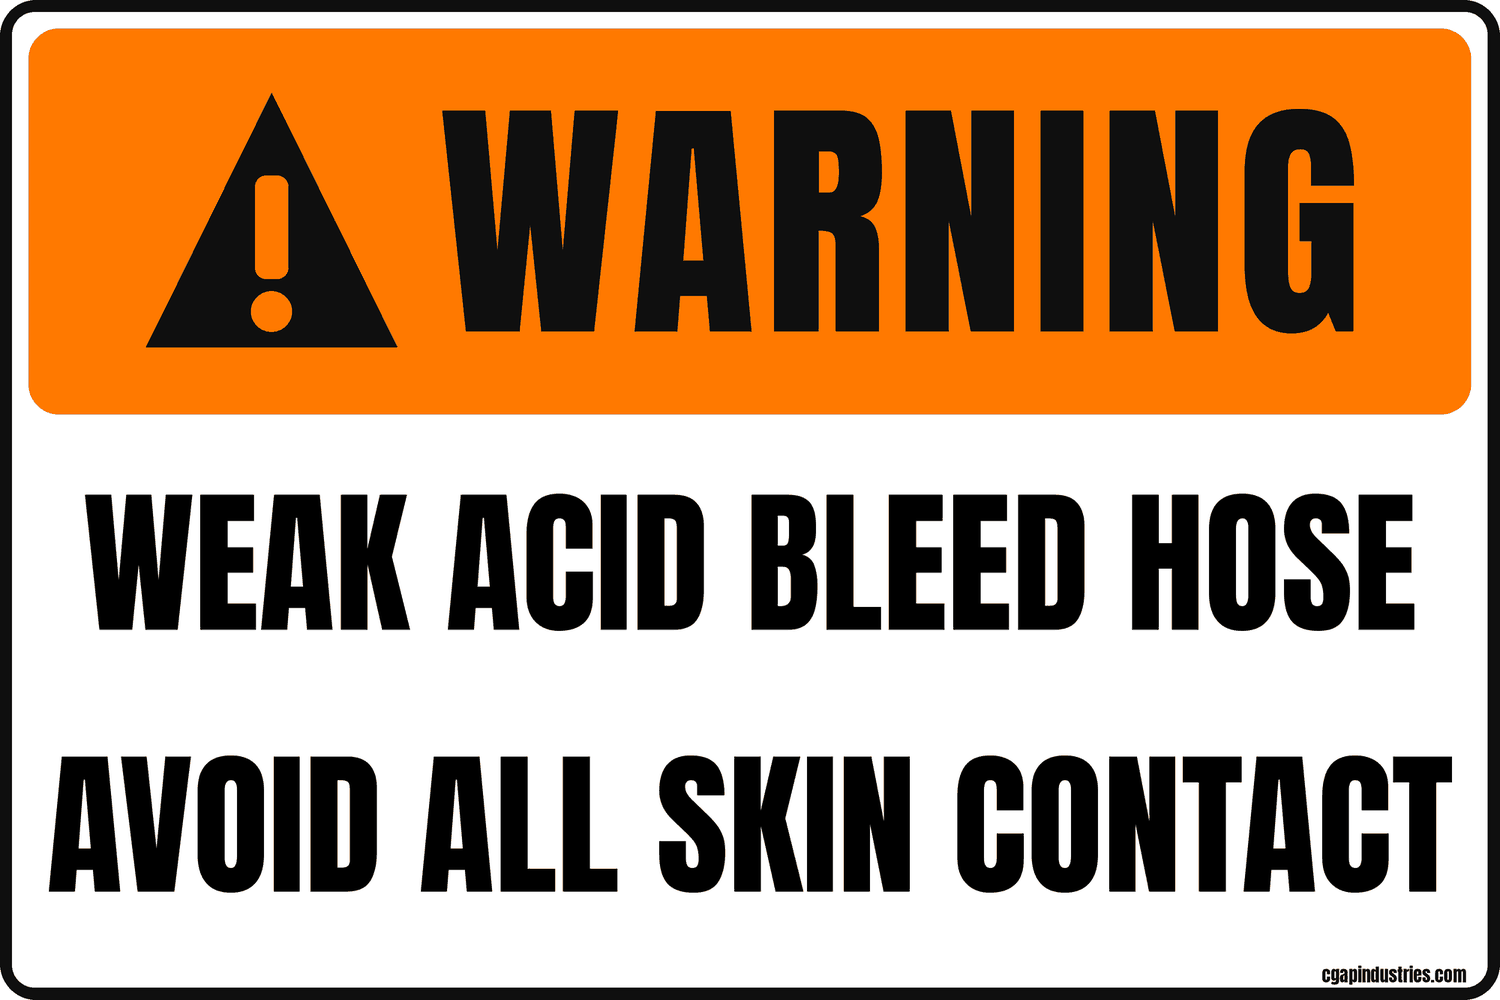 WARNING
WEAK ACID BLEED HOSE
AVOID ALL SKIN CONTACT
cgapindustries.com